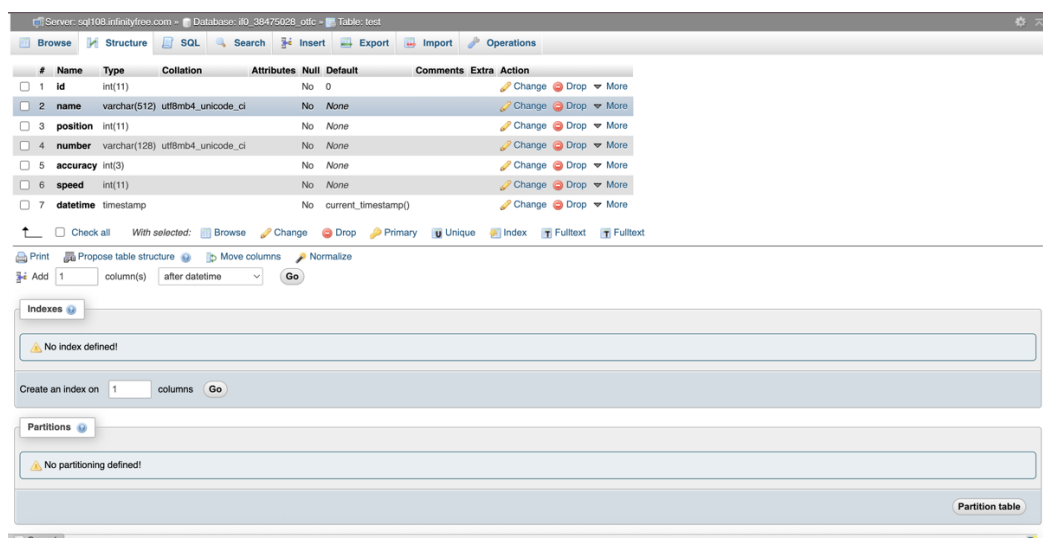 Server: sql108.infinityfree.com » Database: if0_38475028_otfc » Table: test
Browse Structure SQL Search Insert Export Import Operations
# Name Type Collation Attributes Null Default Comments Extra Action
1 id int(11) No 0 Change Drop More
2 name varchar(512) utf8mb4_unicode_ci No None Change Drop More
3 position int(11) No None Change Drop More
4 number varchar(128) utf8mb4_unicode_ci No None Change Drop More
5 accuracy int(3) No None Change Drop More
6 speed int(11) No None Change Drop More
7 datetime timestamp No current_timestamp() Change Drop More
Check all With selected: Browse Change Drop Primary Unique Index Fulltext Fulltext
Print Propose table structure Move columns Normalize
Add 1 column(s) after datetime Go
Indexes
No index defined!
Create an index on 1 columns Go
Partitions
No partitioning defined!
Partition table